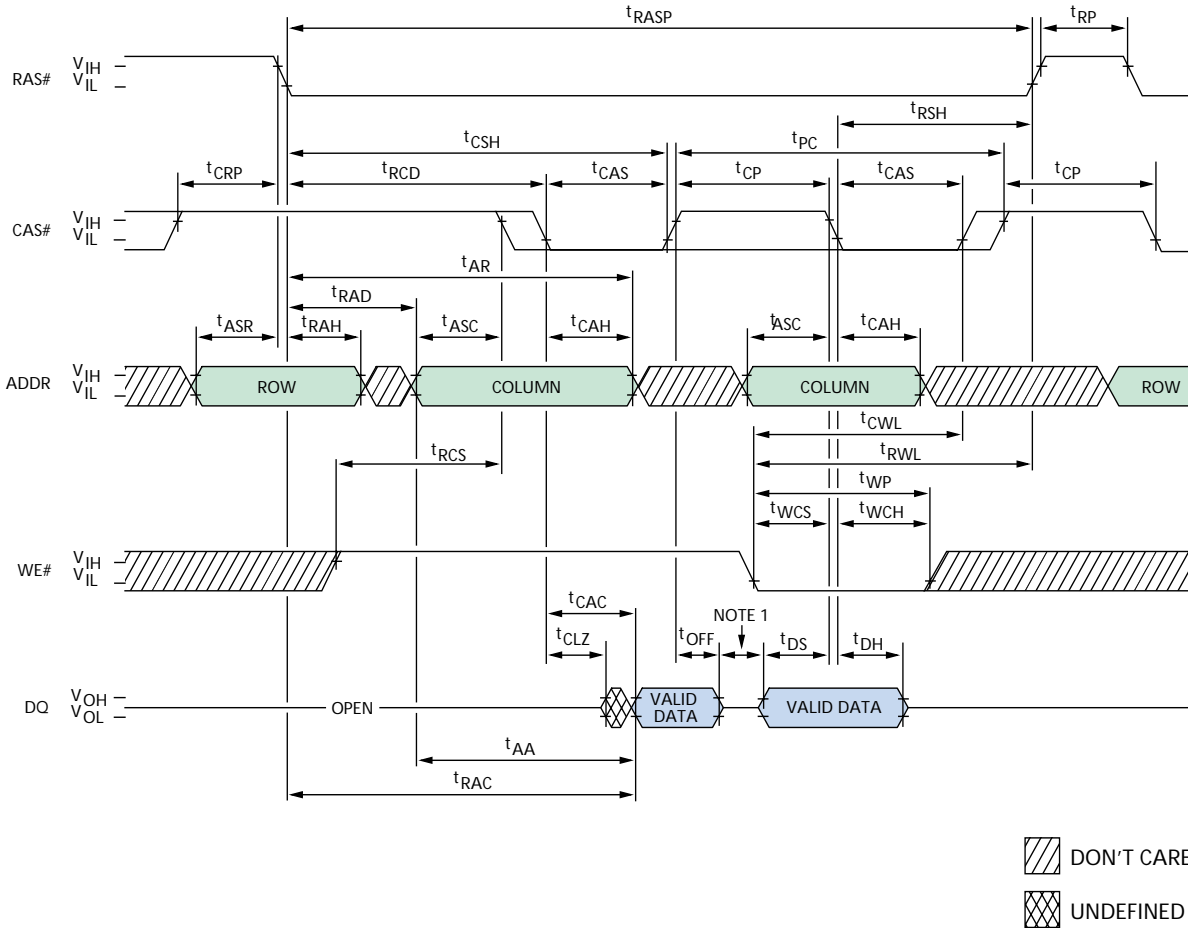 tRASP
tRP
RAS#
VIH
VIL
tRSH
tCSH
tPC
tCRP
tRCD
tCAS
tCP
tCAS
tCP
CAS#
VIH
VIL
tAR
tRAD
tASR
tRAH
tASC
tCAH
tASC
tCAH
ADDR
VIH
VIL
ROW
COLUMN
COLUMN
ROW
tCWL
tRCS
tRWL
tWP
tWCS
tWCH
WE#
VIH
VIL
tCAC
NOTE 1
tCLZ
tOFF
tDS
tDH
DQ
VOH
VOL
OPEN
VALID
DATA
VALID DATA
tAA
tRAC
DON'T CARE
UNDEFINED